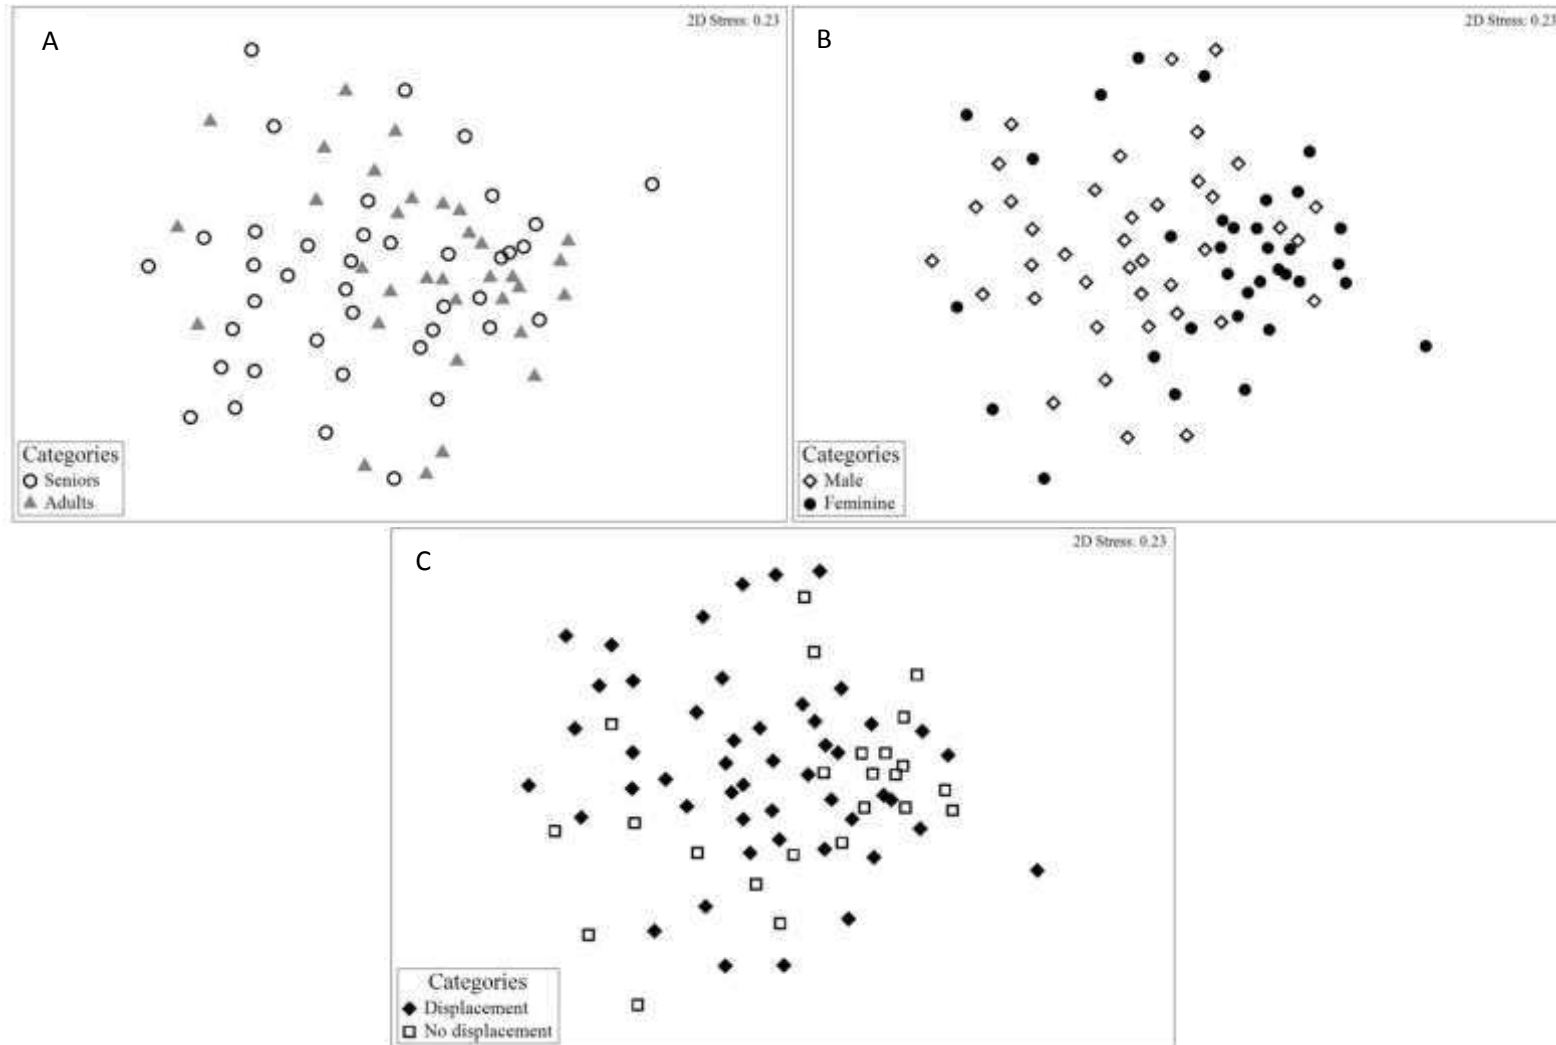 2D Stress: 0.23
A
Categories
Seniors
Adults
2D Stress: 0.23
B
Categories
Male
Feminine
2D Stress: 0.23
C
Categories
Displacement
No displacement